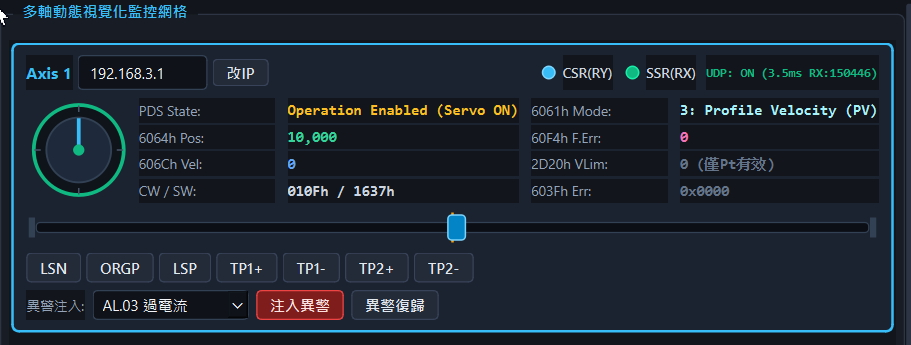 多軸動態視覺化監控網格
Axis 1 192.168.3.1 改IP CSR(RY) SSR(RX) UDP: ON (3.5ms RX:150446)
PDS State: Operation Enabled (Servo ON) 6061h Mode: 3: Profile Velocity (PV)
6064h Pos: 10,000 60F4h F.Err: 0
606Ch Vel: 0 2D20h VLim: 0 (僅Pt有效)
CW / SW: 010Fh / 1637h 603Fh Err: 0x0000
LSN ORGP LSP TP1+ TP1- TP2+ TP2-
異警注入: AL.03 過電流 注入異警 異警復歸